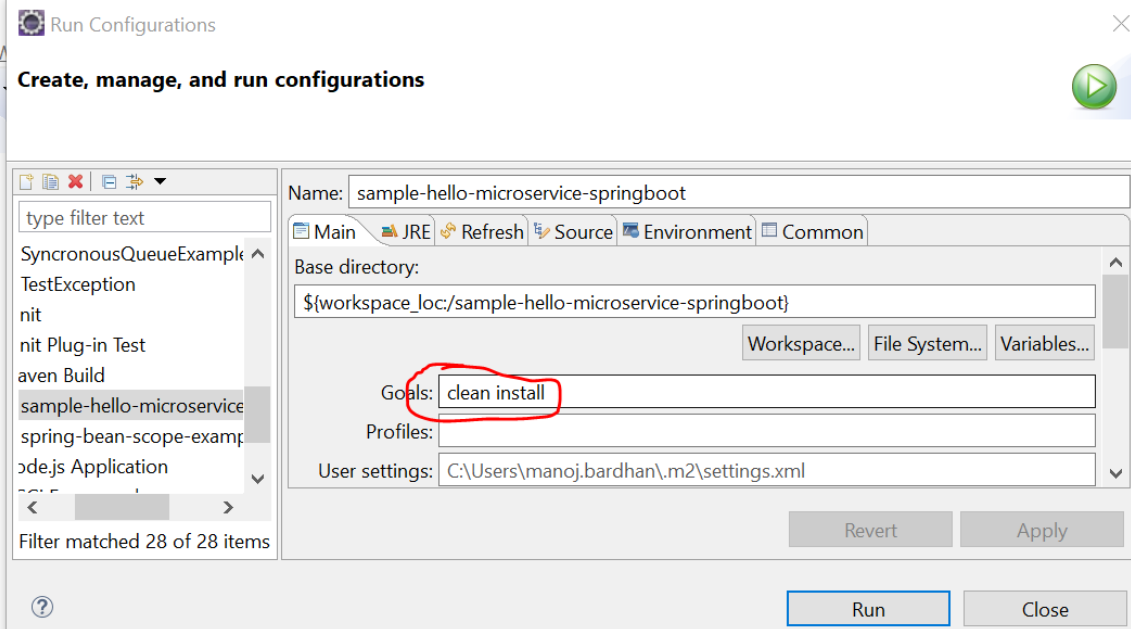 Run Configurations
Create, manage, and run configurations
type filter text
SyncronousQueueExample
TestException
nit
nit Plug-in Test
aven Build
sample-hello-microservice
spring-bean-scope-examp
ode.js Application
Filter matched 28 of 28 items
Name: sample-hello-microservice-springboot
Main JRE Refresh Source Environment Common
Base directory:
${workspace_loc:/sample-hello-microservice-springboot}
Workspace... File System... Variables...
Goals: clean install
Profiles:
User settings: C:\Users\manoj.bardhan\.m2\settings.xml
Revert Apply
Run Close